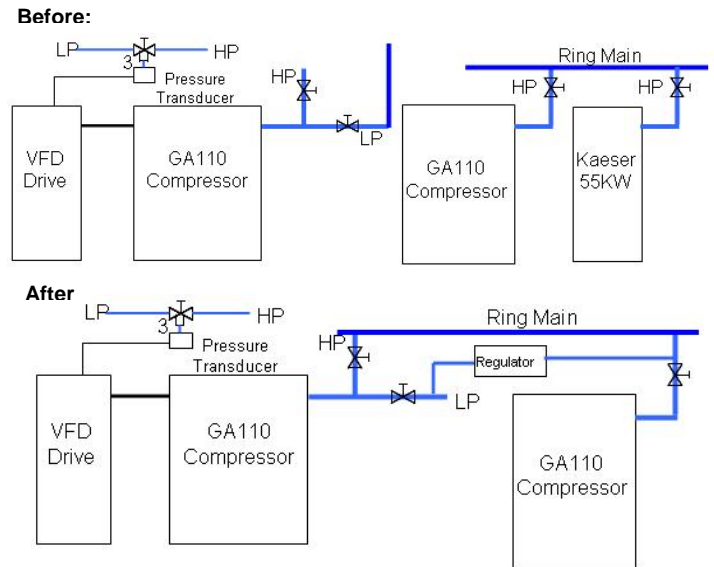 Before:
LP
HP
3
Pressure
Transducer
VFD
Drive
GA110
Compressor
HP
LP
Ring Main
HP
HP
GA110
Compressor
Kaeser
55KW
After
LP
HP
3
Pressure
Transducer
VFD
Drive
GA110
Compressor
HP
Ring Main
Regulator
LP
GA110
Compressor